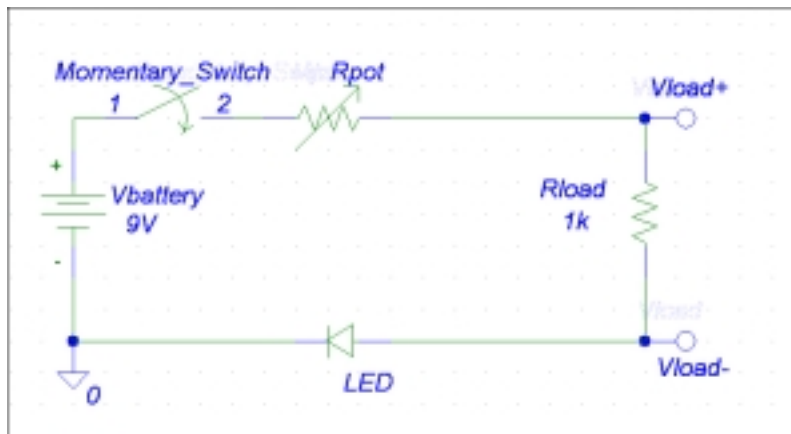 Momentary_Switch
Rpot
Vload+
1
2
+
Vbattery
9V
-
Rload
1k
Vload-
LED
0